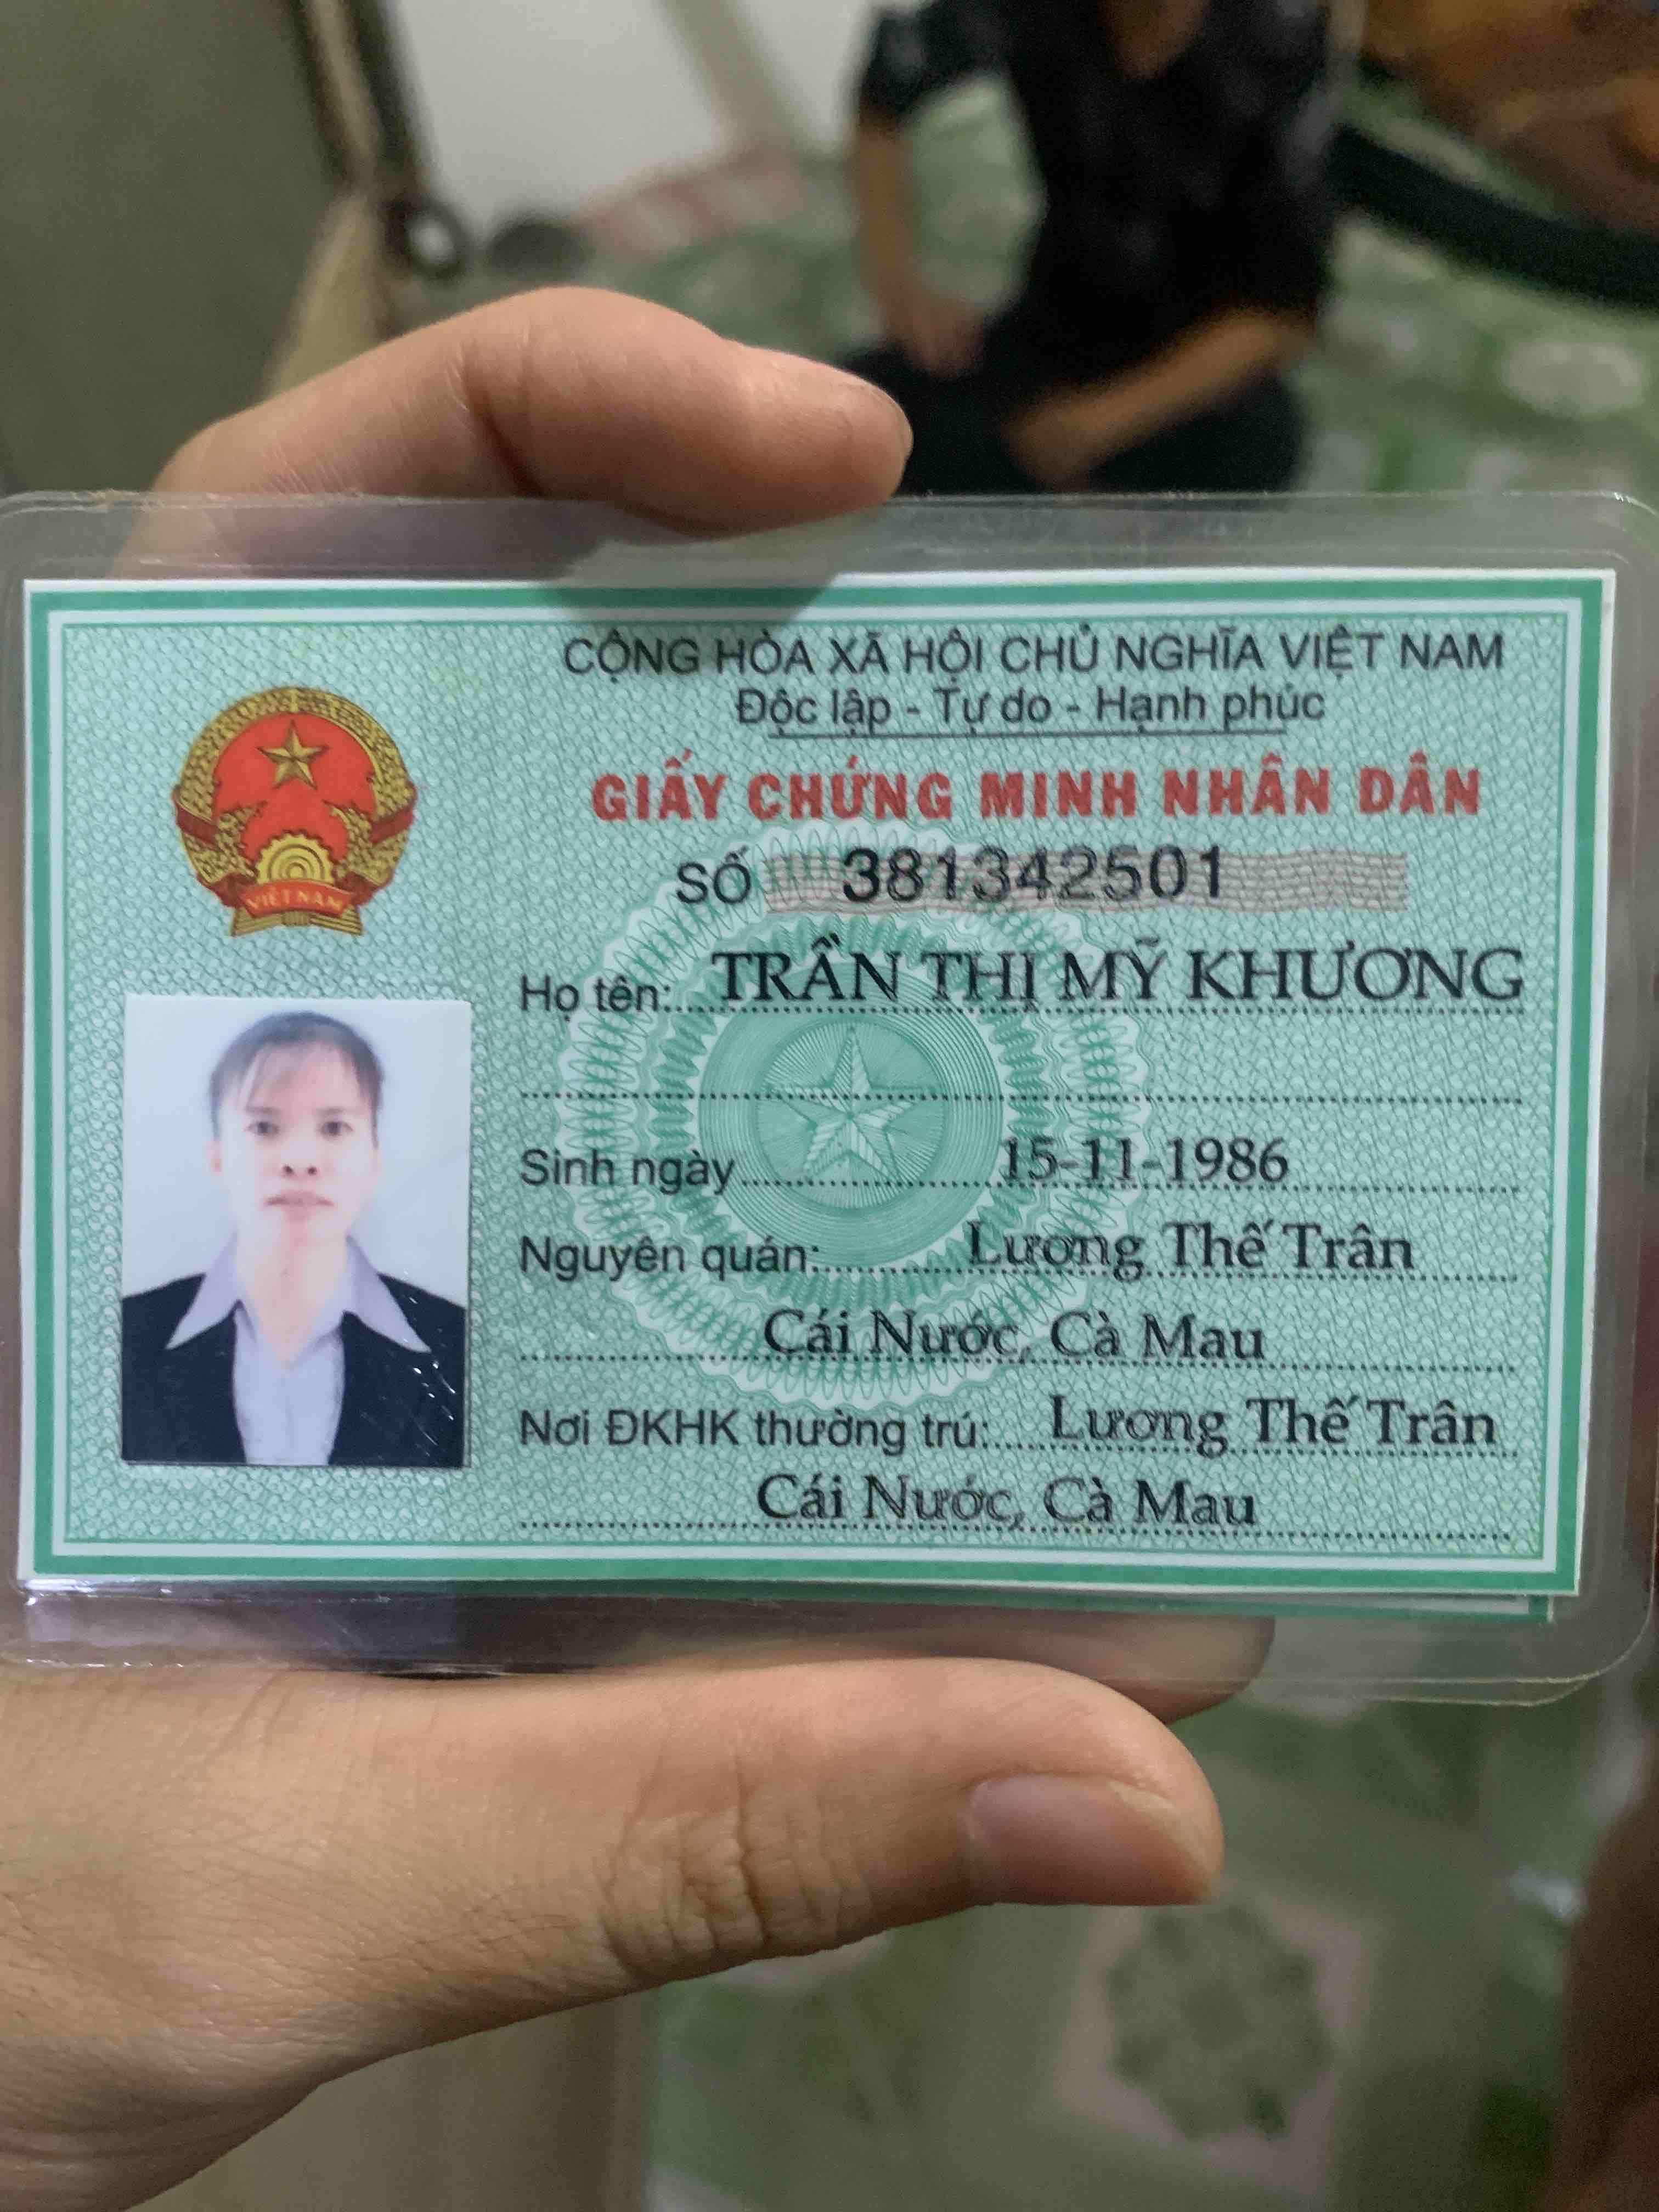 CỘNG HÒA XÃ HỘI CHỦ NGHĨA VIỆT NAM
Độc lập - Tự do - Hạnh phúc
GIẤY CHỨNG MINH NHÂN DÂN
SỐ 381342501
VIỆT NAM
Họ tên: TRẦN THỊ MỸ KHƯƠNG
Sinh ngày 15-11-1986
Nguyên quán: Lương Thế Trân
Cái Nước, Cà Mau
Nơi ĐKHK thường trú: Lương Thế Trân
Cái Nước, Cà Mau